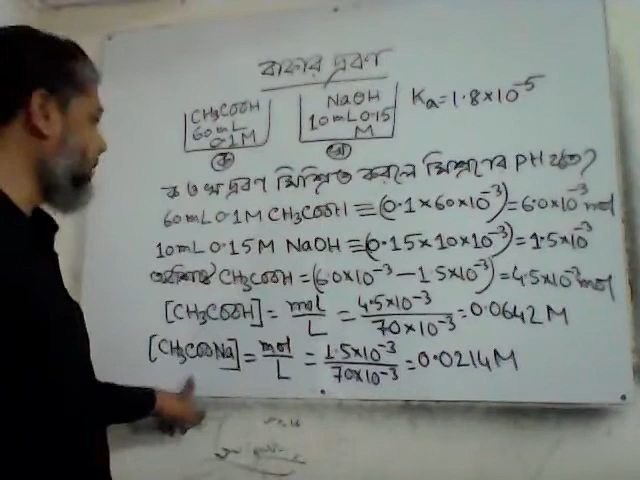 বাফার দ্রবণ
CH3COOH
60mL
0.1M
ক
NaOH
10mL 0.15
M
খ
Ka=1.8×10^-5
ক ও খ দ্রবণ মিশ্রিত করলে মিশ্রণের PH কত?
60mL 0.1M CH3COOH ≡ (0.1×60×10^-3) = 6.0×10^-3 mol
10mL 0.15M NaOH ≡ (0.15×10×10^-3) = 1.5×10^-3
অবশিষ্ট CH3COOH = (6.0×10^-3 − 1.5×10^-3) = 4.5×10^-3 mol
[CH3COOH] = mol/L = 4.5×10^-3/70×10^-3 = 0.0642M
[CH3COONa] = mol/L = 1.5×10^-3/70×10^-3 = 0.0214M